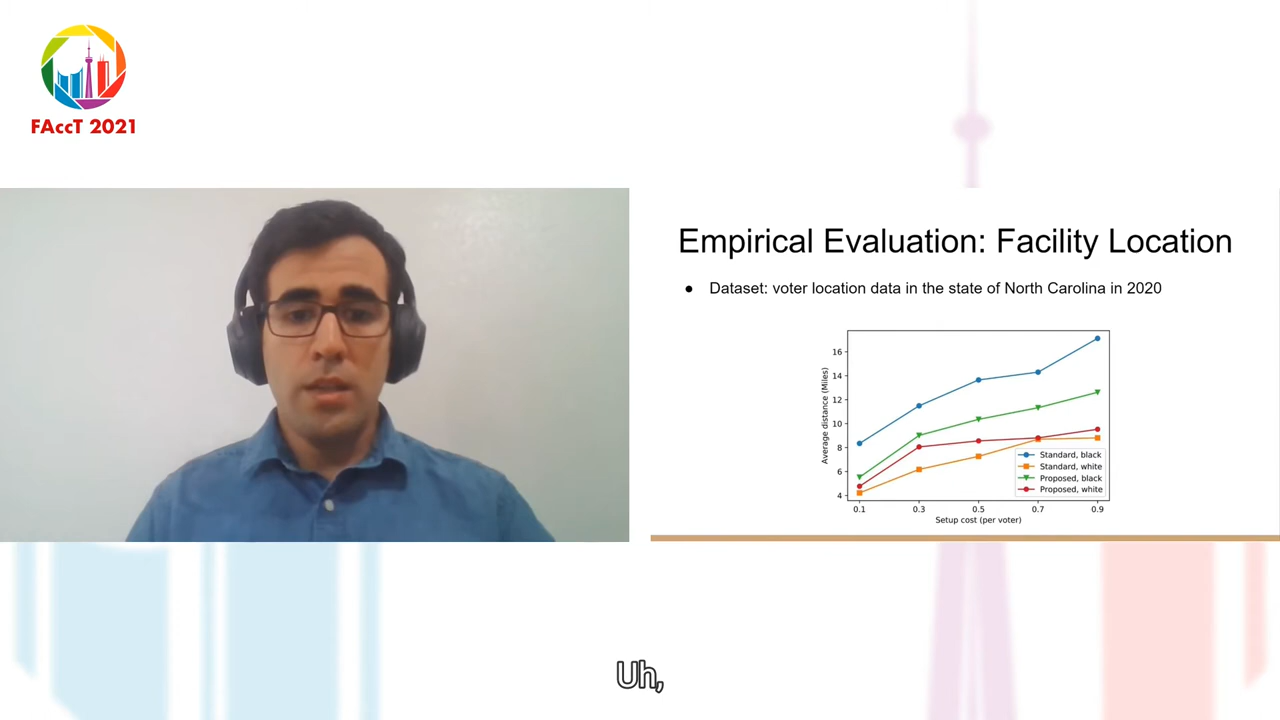 FAccT 2021
Empirical Evaluation: Facility Location
● Dataset: voter location data in the state of North Carolina in 2020
16
14
12
10
8
6
4
Average distance (Miles)
Standard, black
Standard, white
Proposed, black
Proposed, white
0.1 0.3 0.5 0.7 0.9
Setup cost (per voter)
Uh,